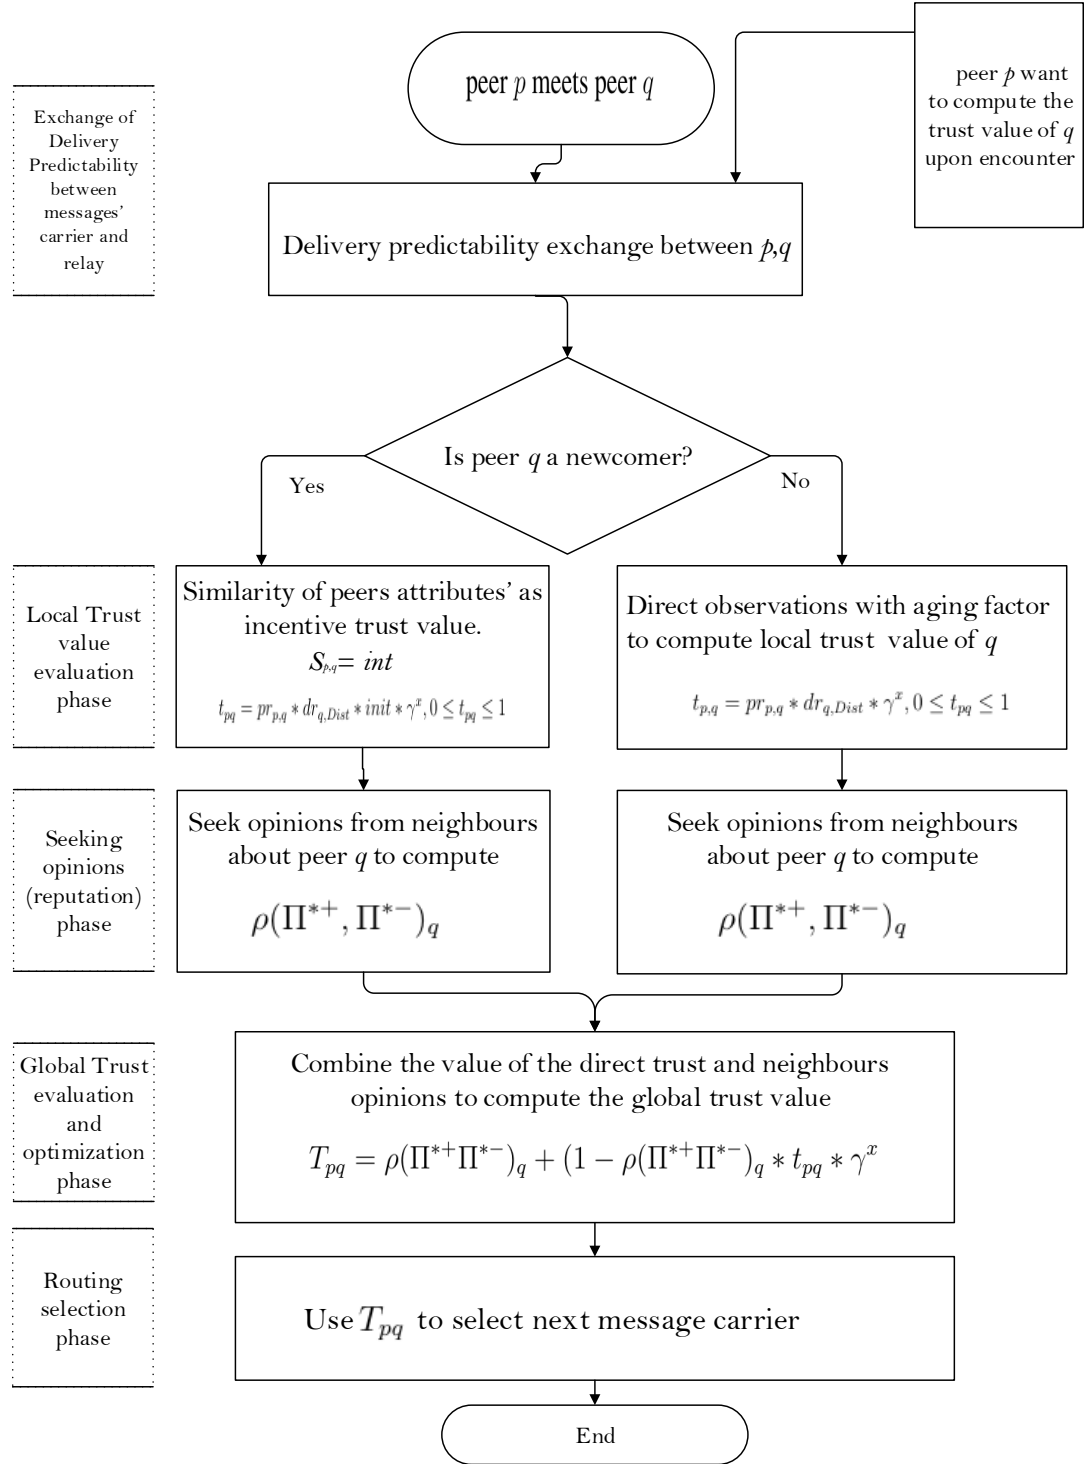 peer p meets peer q
peer p want
to compute the
trust value of q
upon encounter
Exchange of
Delivery
Predictability
between
messages’
carrier and
relay
Delivery predictability exchange between p,q
Is peer q a newcomer?
Yes
No
Local Trust
value
evaluation
phase
Similarity of peers attributes’ as
incentive trust value.
S_{p,q} = int
t_{pq} = pr_{p,q} * dr_{q,Dist} * init * γ^x, 0 ≤ t_{pq} ≤ 1
Direct observations with aging factor
to compute local trust value of q
t_{p,q} = pr_{p,q} * dr_{q,Dist} * γ^x, 0 ≤ t_{pq} ≤ 1
Seeking
opinions
(reputation)
phase
Seek opinions from neighbours
about peer q to compute
ρ(Π^{*+}, Π^{*−})_q
Seek opinions from neighbours
about peer q to compute
ρ(Π^{*+}, Π^{*−})_q
Global Trust
evaluation
and
optimization
phase
Combine the value of the direct trust and neighbours
opinions to compute the global trust value
T_{pq} = ρ(Π^{*+}Π^{*−})_q + (1 − ρ(Π^{*+}Π^{*−})_q * t_{pq} * γ^x
Routing
selection
phase
Use T_{pq} to select next message carrier
End